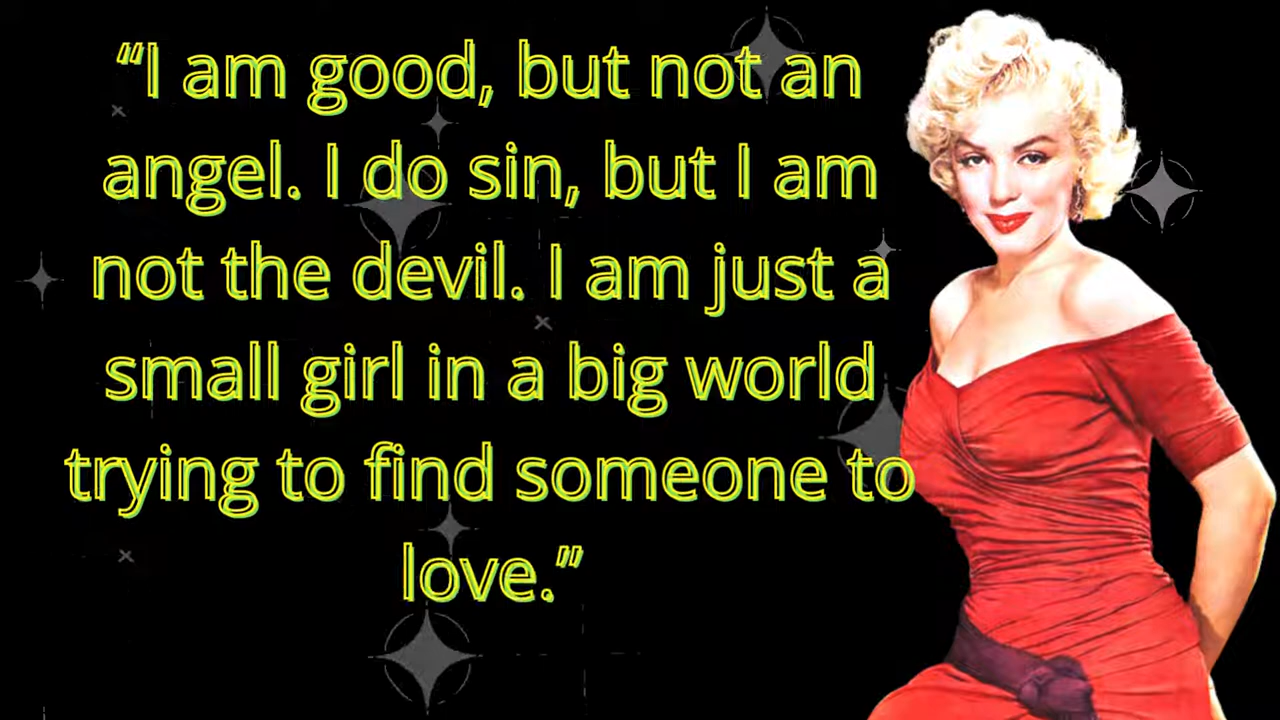 “I am good, but not an
angel. I do sin, but I am
not the devil. I am just a
small girl in a big world
trying to find someone to
love.”